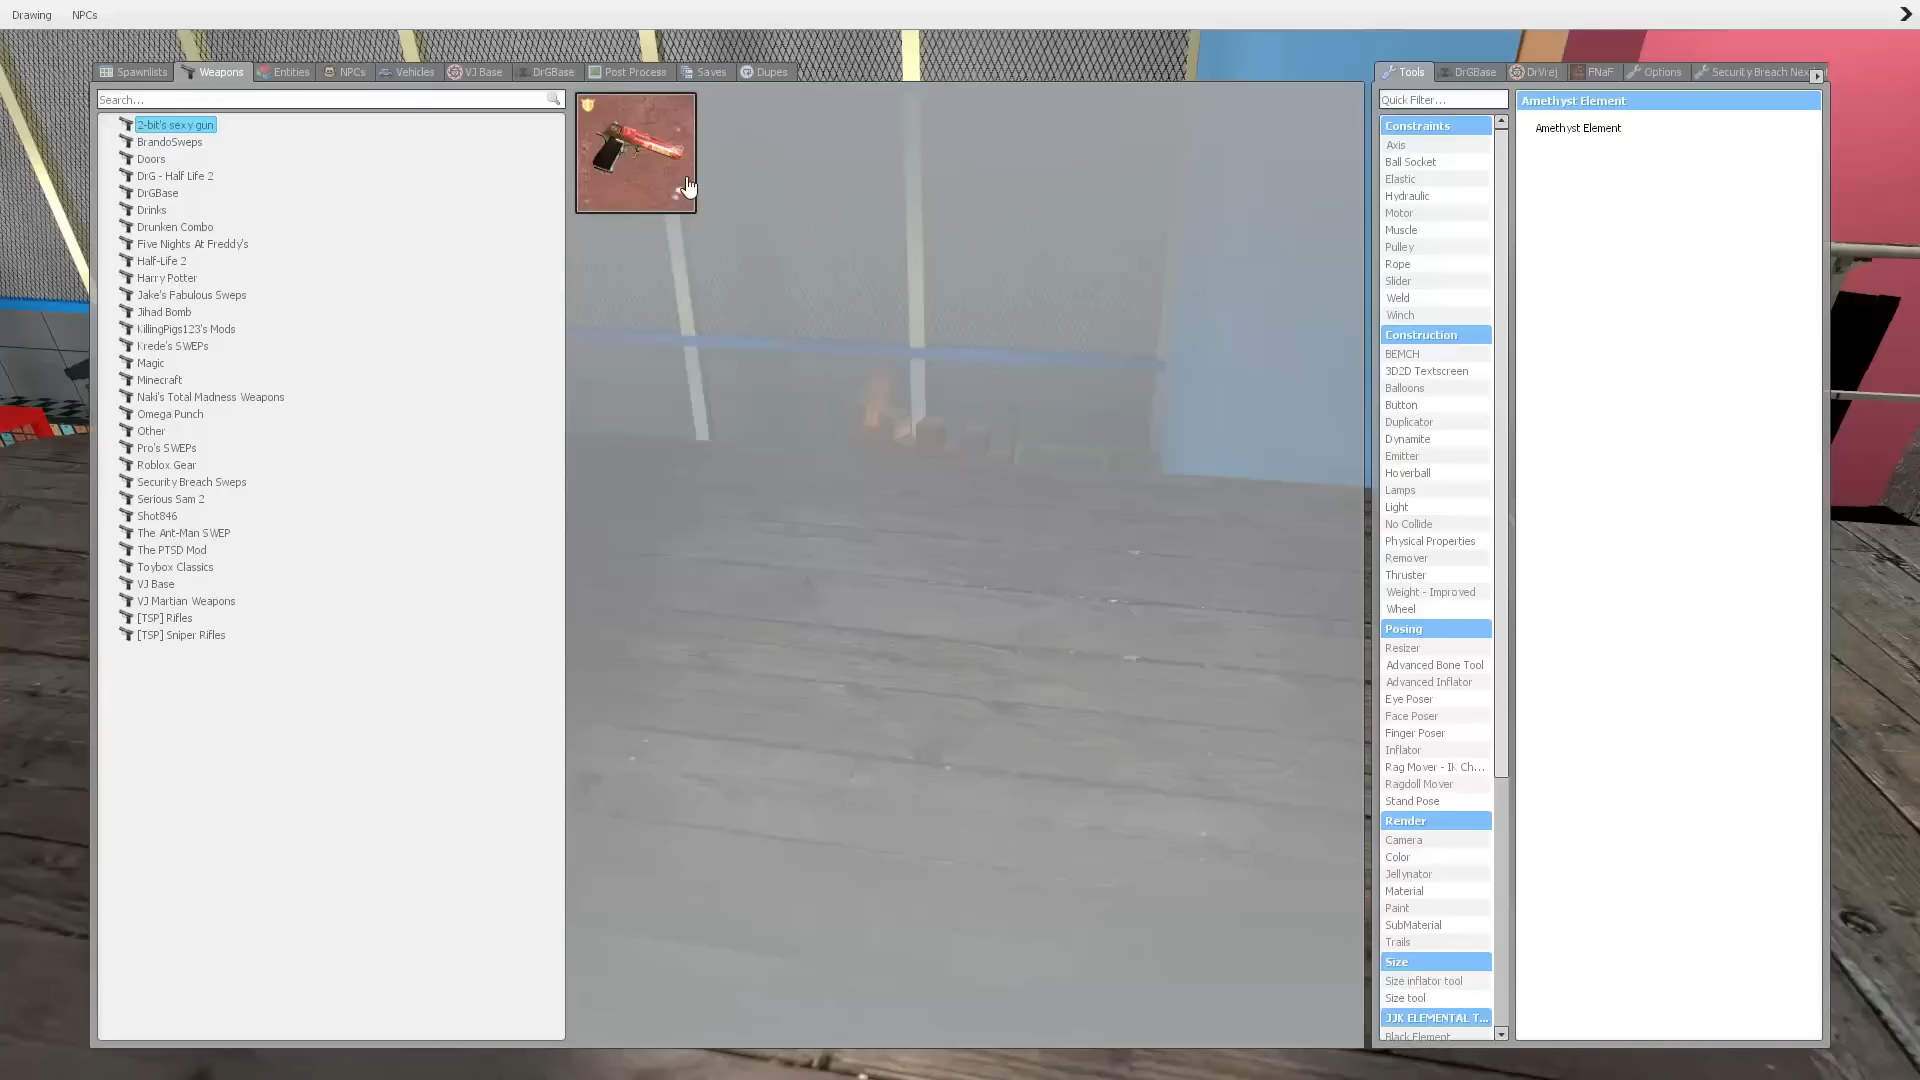 Drawing NPCs
Spawnlists Weapons Entities NPCs Vehicles VJ Base DrGBase Post Process Saves Dupes
Search...
2-bit's sexy gun
BrandoSweps
Doors
DrG - Half Life 2
DrGBase
Drinks
Drunken Combo
Five Nights At Freddy's
Half-Life 2
Harry Potter
Jake's Fabulous Sweps
Jihad Bomb
KillingPigs123's Mods
Krede's SWEPs
Magic
Minecraft
Naki's Total Madness Weapons
Omega Punch
Other
Pro's SWEPs
Roblox Gear
Security Breach Sweps
Serious Sam 2
Shot846
The Ant-Man SWEP
The PTSD Mod
Toybox Classics
VJ Base
VJ Martian Weapons
[TSP] Rifles
[TSP] Sniper Rifles
Tools DrGBase DrVrej FNaF Options Security Breach Nex
Quick Filter...
Constraints
Axis
Ball Socket
Elastic
Hydraulic
Motor
Muscle
Pulley
Rope
Slider
Weld
Winch
Construction
BEMCH
3D2D Textscreen
Balloons
Button
Duplicator
Dynamite
Emitter
Hoverball
Lamps
Light
No Collide
Physical Properties
Remover
Thruster
Weight - Improved
Wheel
Posing
Resizer
Advanced Bone Tool
Advanced Inflator
Eye Poser
Face Poser
Finger Poser
Inflator
Rag Mover - Ik Ch...
Ragdoll Mover
Stand Pose
Render
Camera
Color
Jellynator
Material
Paint
SubMaterial
Trails
Size
Size inflator tool
Size tool
JJK ELEMENTAL T...
Black Element
Amethyst Element
Amethyst Element